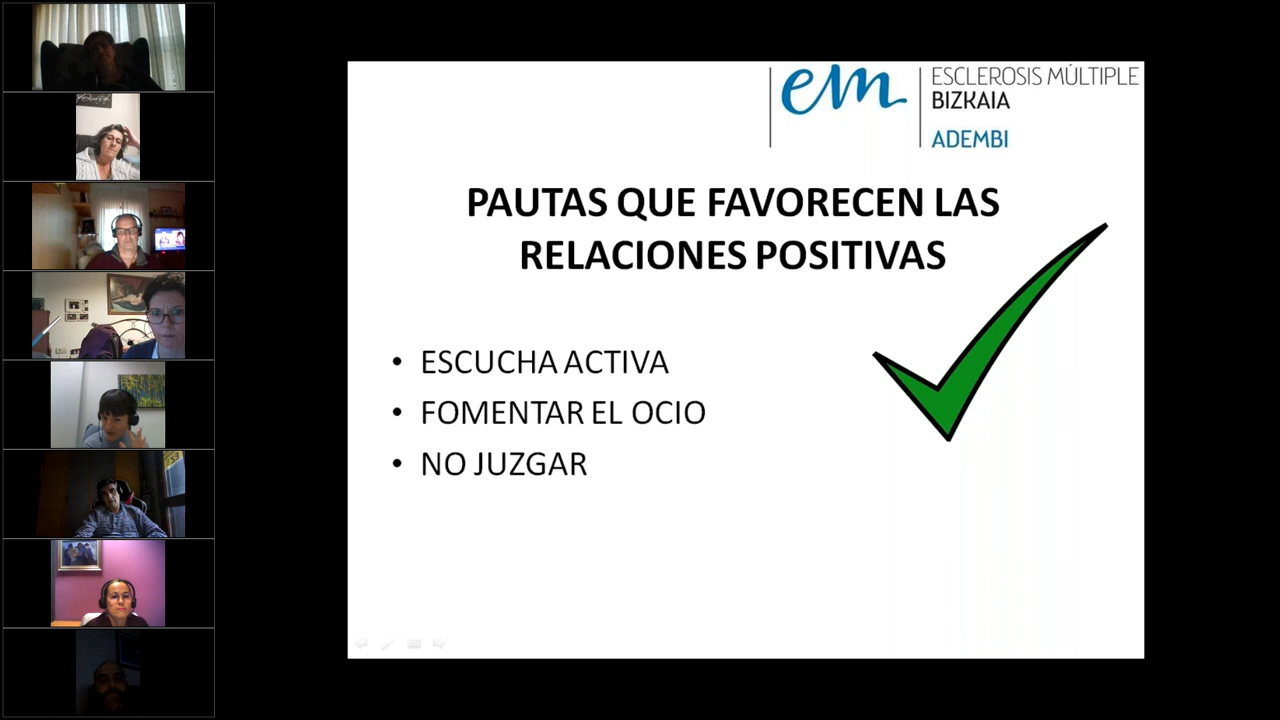 em
ESCLEROSIS MÚLTIPLE
BIZKAIA
ADEMBI
PAUTAS QUE FAVORECEN LAS
RELACIONES POSITIVAS
• ESCUCHA ACTIVA
• FOMENTAR EL OCIO
• NO JUZGAR